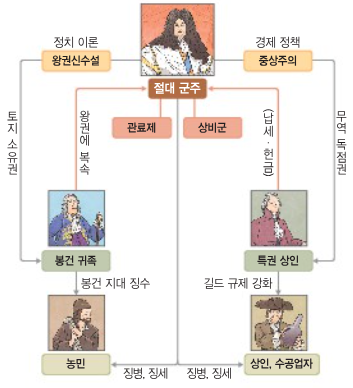 정치 이론
경제 정책
왕권신수설
중상주의
절대 군주
관료제
상비군
토지 소유권
왕권에 복속
(납세·헌금)
무역 독점권
봉건 귀족
특권 상인
봉건 지대 징수
길드 규제 강화
농민
상인, 수공업자
징병, 징세
징병, 징세